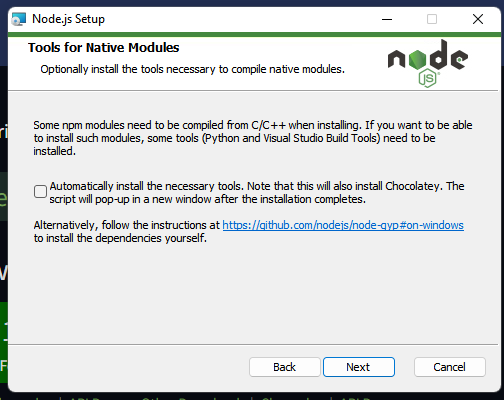 Node.js Setup
Tools for Native Modules
Optionally install the tools necessary to compile native modules.
node
JS
Some npm modules need to be compiled from C/C++ when installing. If you want to be able
to install such modules, some tools (Python and Visual Studio Build Tools) need to be
installed.
Automatically install the necessary tools. Note that this will also install Chocolatey. The
script will pop-up in a new window after the installation completes.
Alternatively, follow the instructions at https://github.com/nodejs/node-gyp#on-windows
to install the dependencies yourself.
Back
Next
Cancel